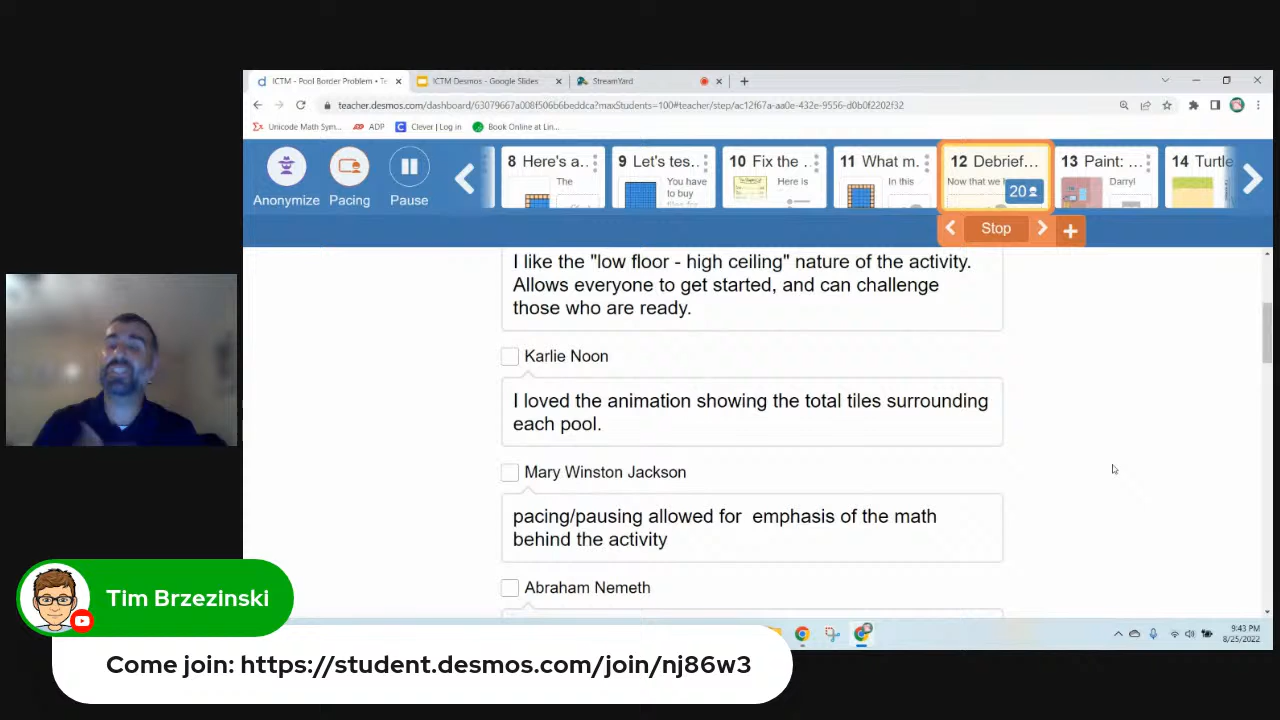 ICTM - Pool Border Problem • Te
ICTM Desmos - Google Slides
StreamYard
teacher.desmos.com/dashboard/63079667a008f506b6beddca?maxStudents=100#teacher/step/ac12f67a-aa0e-432e-9556-d0b0f2202f32
Unicode Math Sym...
ADP
Clever | Log in
Book Online at Lin...
Anonymize
Pacing
Pause
8 Here's a...
The
9 Let's tes...
You have
to buy
10 Fix the ...
Here is
11 What m...
In this
12 Debrief...
Now that we
20
13 Paint: ...
Darryl
14 Turtle
Stop
I like the "low floor - high ceiling" nature of the activity.
Allows everyone to get started, and can challenge
those who are ready.
Karlie Noon
I loved the animation showing the total tiles surrounding
each pool.
Mary Winston Jackson
pacing/pausing allowed for emphasis of the math
behind the activity
Abraham Nemeth
Tim Brzezinski
Come join: https://student.desmos.com/join/nj86w3
9:43 PM
8/25/2022